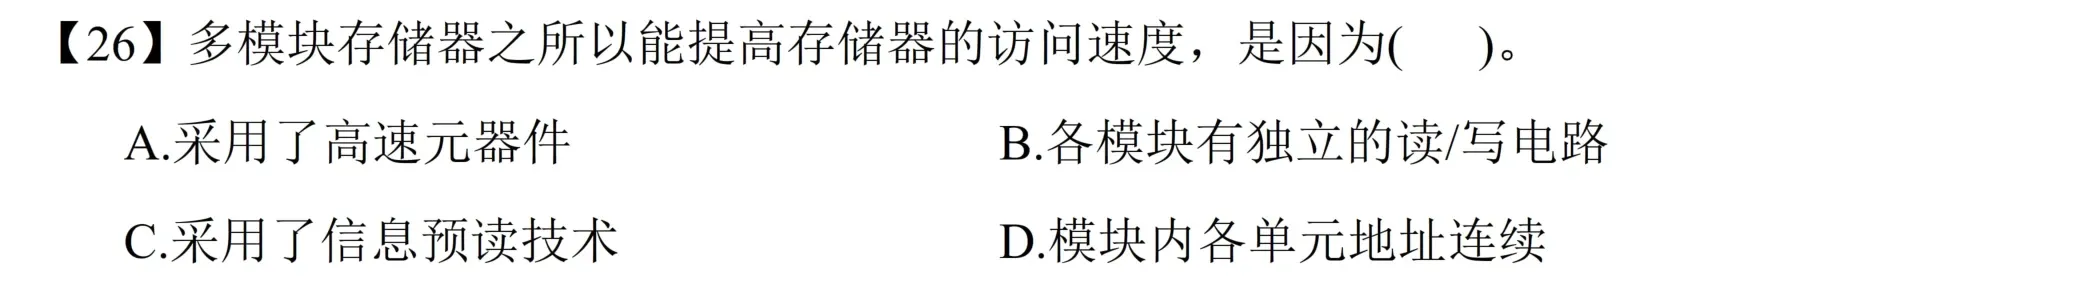 【26】多模块存储器之所以能提高存储器的访问速度，是因为(  )。
A.采用了高速元器件 B.各模块有独立的读/写电路
C.采用了信息预读技术 D.模块内各单元地址连续